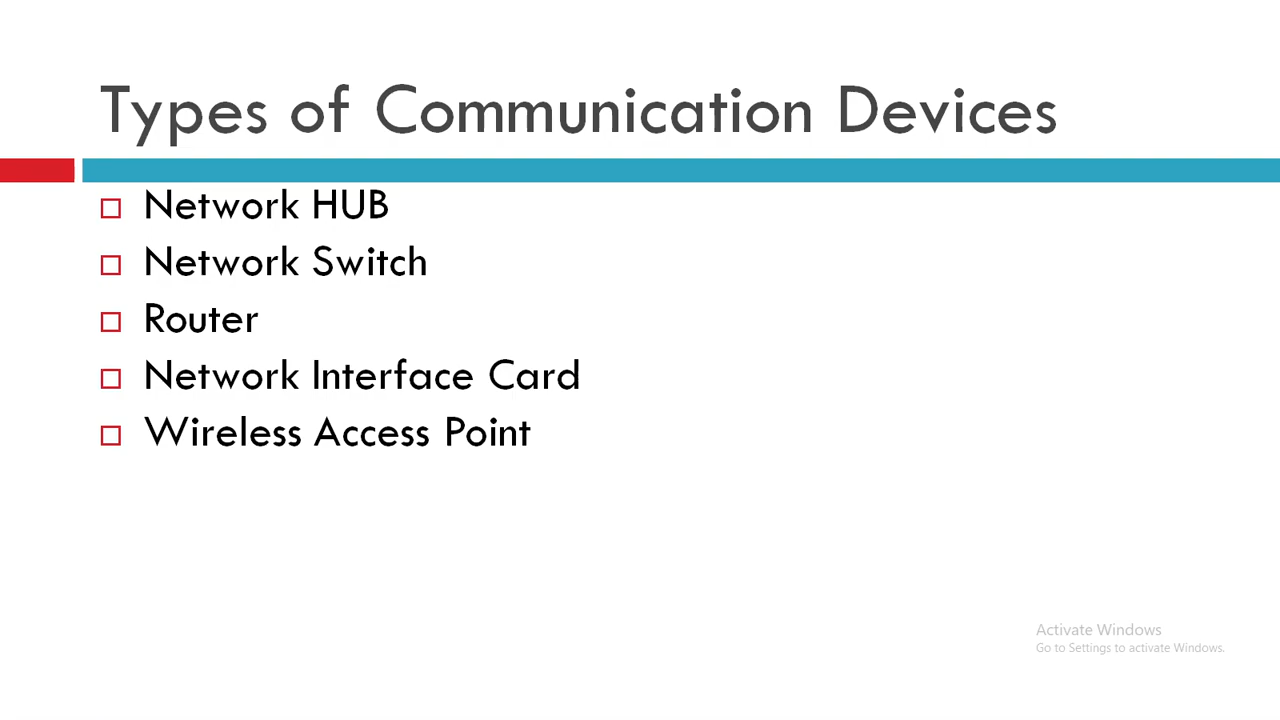 Types of Communication Devices
Network HUB
Network Switch
Router
Network Interface Card
Wireless Access Point
Activate Windows
Go to Settings to activate Windows.